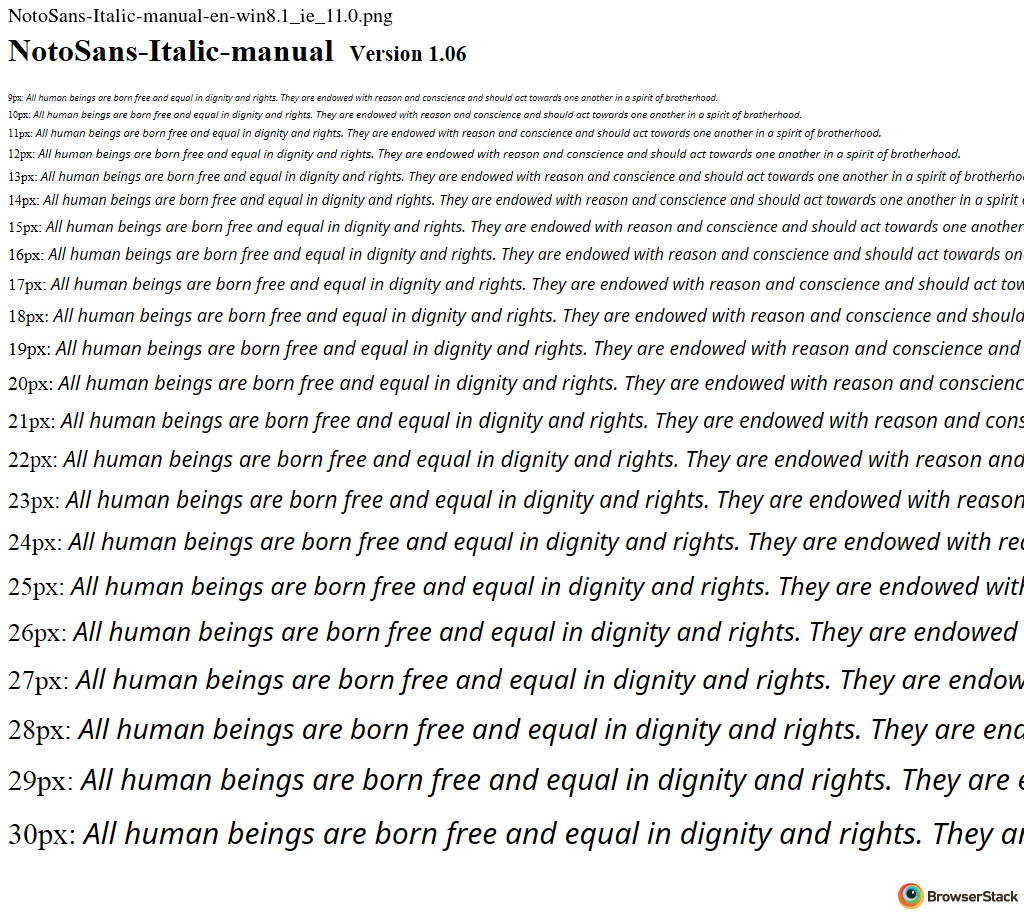 NotoSans-Italic-manual-en-win8.1_ie_11.0.png
NotoSans-Italic-manual Version 1.06
9px: All human beings are born free and equal in dignity and rights. They are endowed with reason and conscience and should act towards one another in a spirit of brotherhood.
10px: All human beings are born free and equal in dignity and rights. They are endowed with reason and conscience and should act towards one another in a spirit of brotherhood.
11px: All human beings are born free and equal in dignity and rights. They are endowed with reason and conscience and should act towards one another in a spirit of brotherhood.
12px: All human beings are born free and equal in dignity and rights. They are endowed with reason and conscience and should act towards one another in a spirit of brotherhood.
13px: All human beings are born free and equal in dignity and rights. They are endowed with reason and conscience and should act towards one another in a spirit of brotherho
14px: All human beings are born free and equal in dignity and rights. They are endowed with reason and conscience and should act towards one another in a spirit
15px: All human beings are born free and equal in dignity and rights. They are endowed with reason and conscience and should act towards one another
16px: All human beings are born free and equal in dignity and rights. They are endowed with reason and conscience and should act towards on
17px: All human beings are born free and equal in dignity and rights. They are endowed with reason and conscience and should act tow
18px: All human beings are born free and equal in dignity and rights. They are endowed with reason and conscience and should
19px: All human beings are born free and equal in dignity and rights. They are endowed with reason and conscience and
20px: All human beings are born free and equal in dignity and rights. They are endowed with reason and conscienc
21px: All human beings are born free and equal in dignity and rights. They are endowed with reason and cons
22px: All human beings are born free and equal in dignity and rights. They are endowed with reason and
23px: All human beings are born free and equal in dignity and rights. They are endowed with reason
24px: All human beings are born free and equal in dignity and rights. They are endowed with rea
25px: All human beings are born free and equal in dignity and rights. They are endowed with
26px: All human beings are born free and equal in dignity and rights. They are endowed
27px: All human beings are born free and equal in dignity and rights. They are endow
28px: All human beings are born free and equal in dignity and rights. They are end
29px: All human beings are born free and equal in dignity and rights. They are e
30px: All human beings are born free and equal in dignity and rights. They ar
BrowserStack